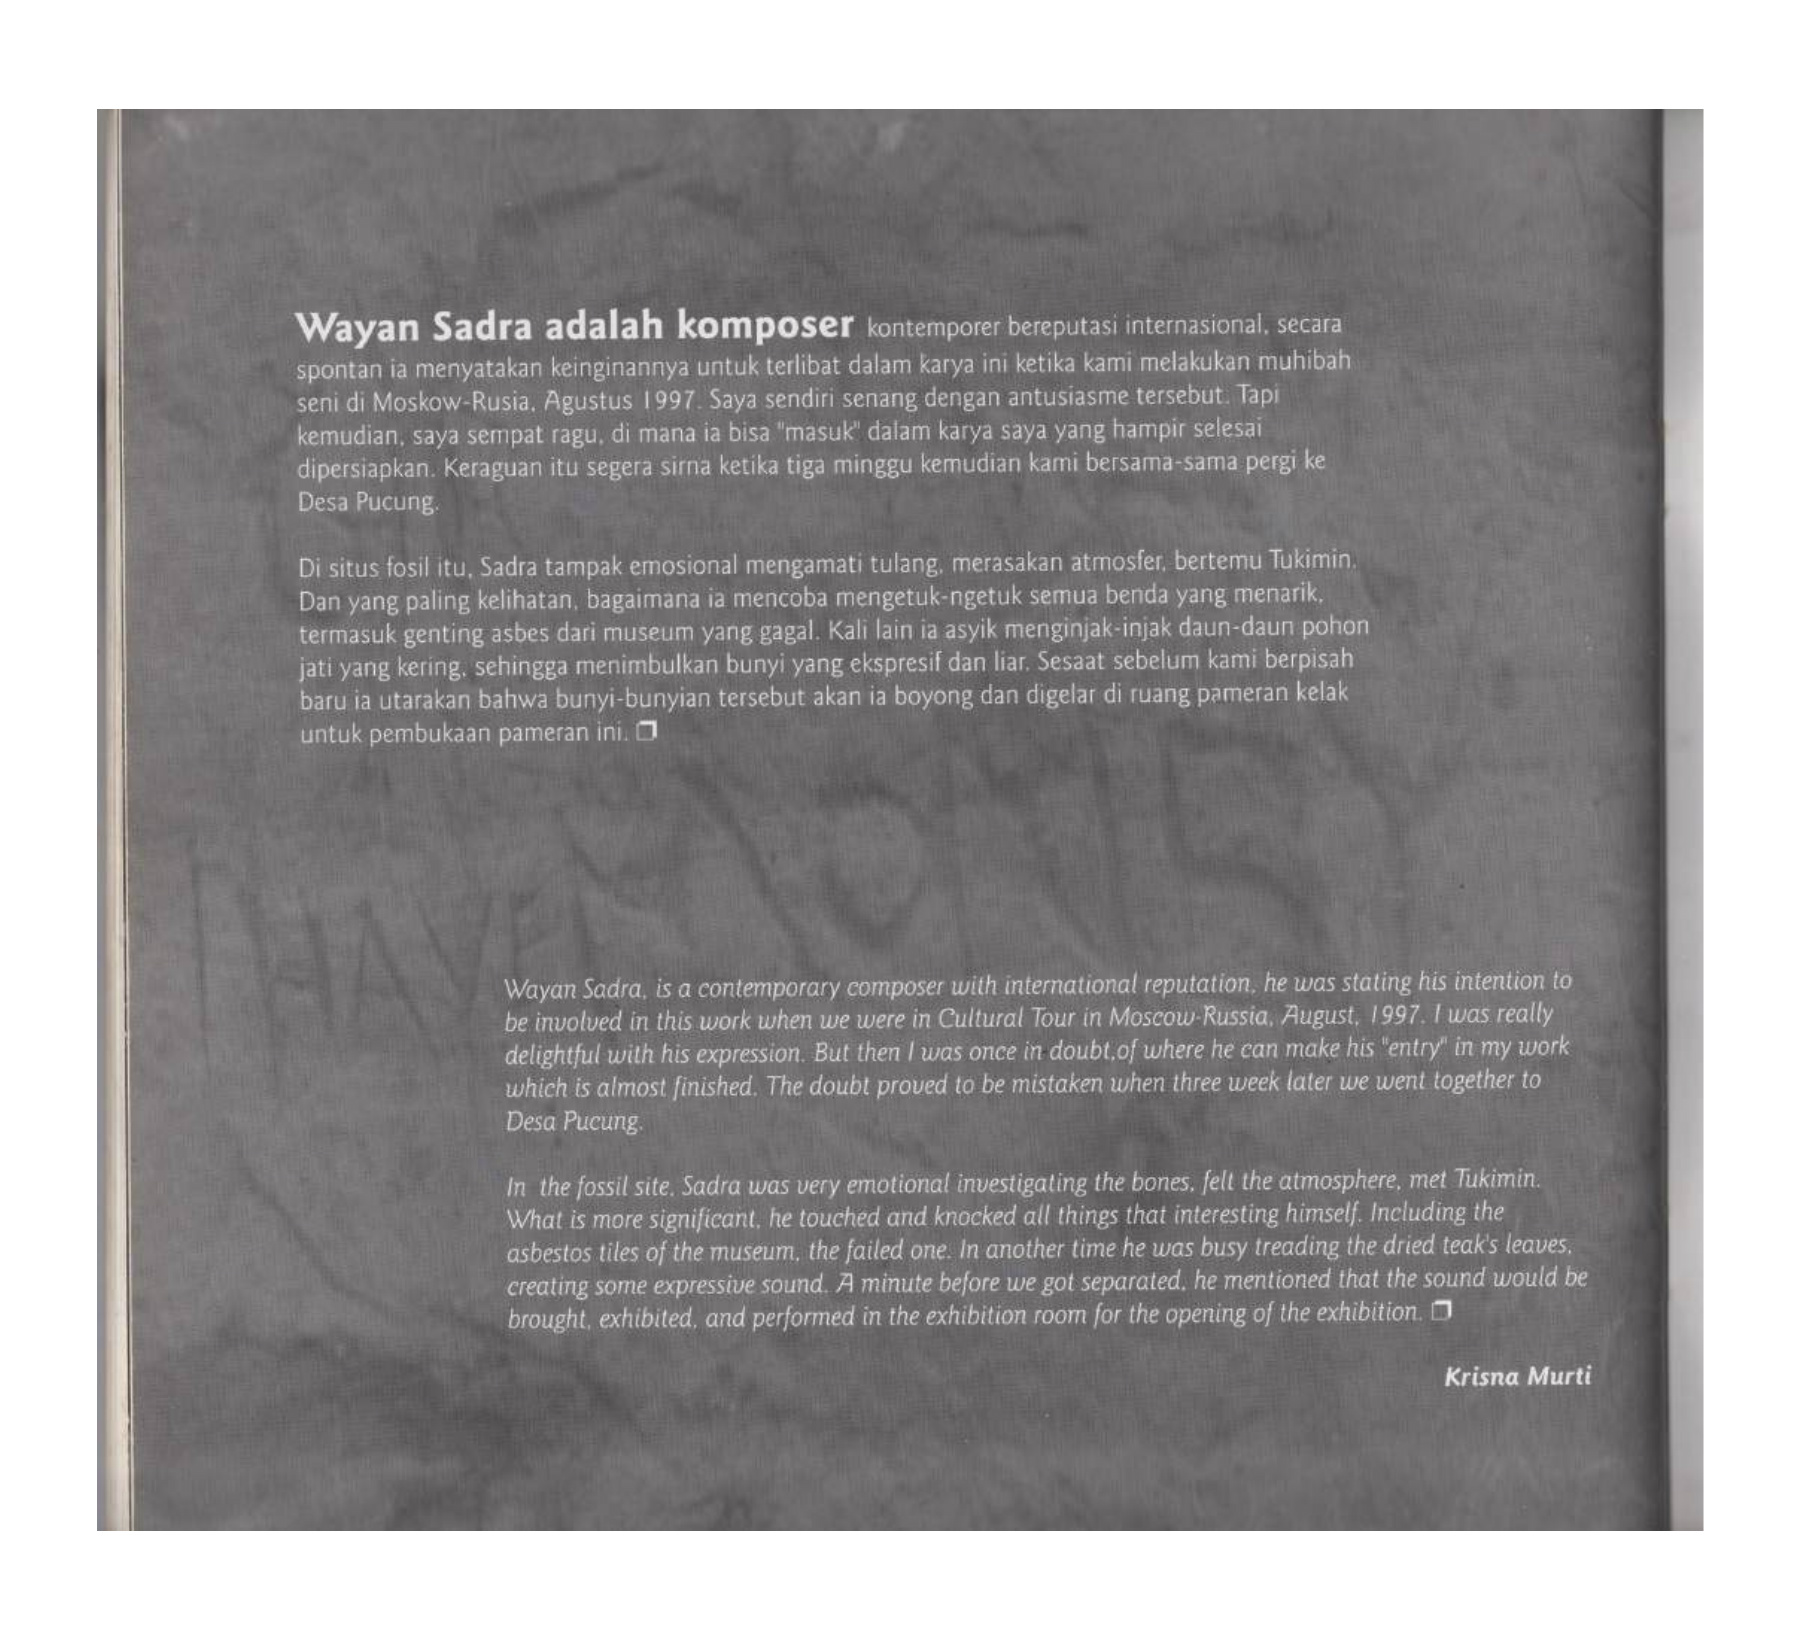 Wayan Sadra adalah komposer kontemporer bereputasi internasional, secara
spontan ia menyatakan keinginannya untuk terlibat dalam karya ini ketika kami melakukan muhibah
seni di Moskow-Rusia, Agustus 1997. Saya sendiri senang dengan antusiasme tersebut. Tapi
kemudian, saya sempat ragu, di mana ia bisa "masuk" dalam karya saya yang hampir selesai
dipersiapkan. Keraguan itu segera sirna ketika tiga minggu kemudian kami bersama-sama pergi ke
Desa Pucung.
Di situs fosil itu, Sadra tampak emosional mengamati tulang, merasakan atmosfer, bertemu Tukimin.
Dan yang paling kelihatan, bagaimana ia mencoba mengetuk-ngetuk semua benda yang menarik,
termasuk genting asbes dari museum yang gagal. Kali lain ia asyik menginjak-injak daun-daun pohon
jati yang kering, sehingga menimbulkan bunyi yang ekspresif dan liar. Sesaat sebelum kami berpisah
baru ia utarakan bahwa bunyi-bunyian tersebut akan ia boyong dan digelar di ruang pameran kelak
untuk pembukaan pameran ini. ❐
Wayan Sadra, is a contemporary composer with international reputation, he was stating his intention to
be involved in this work when we were in Cultural Tour in Moscow-Russia, August, 1997. I was really
delightful with his expression. But then I was once in doubt,of where he can make his "entry" in my work
which is almost finished. The doubt proved to be mistaken when three week later we went together to
Desa Pucung.
In the fossil site, Sadra was very emotional investigating the bones, felt the atmosphere, met Tukimin.
What is more significant, he touched and knocked all things that interesting himself. Including the
asbestos tiles of the museum, the failed one. In another time he was busy treading the dried teak's leaves,
creating some expressive sound. A minute before we got separated, he mentioned that the sound would be
brought, exhibited, and performed in the exhibition room for the opening of the exhibition. ❐
Krisna Murti